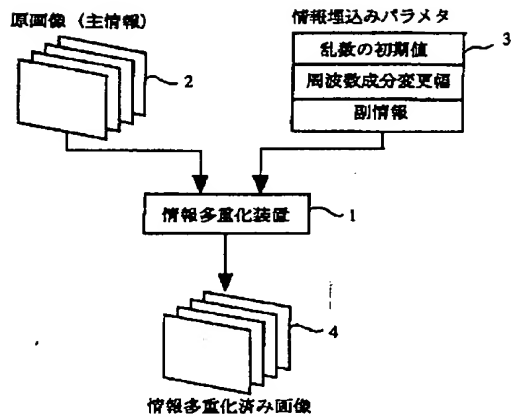 原画像（主情報）
2
情報埋込みパラメタ
乱数の初期値
周波数成分変更幅
副情報
3
情報多重化装置
1
4
情報多重化済み画像